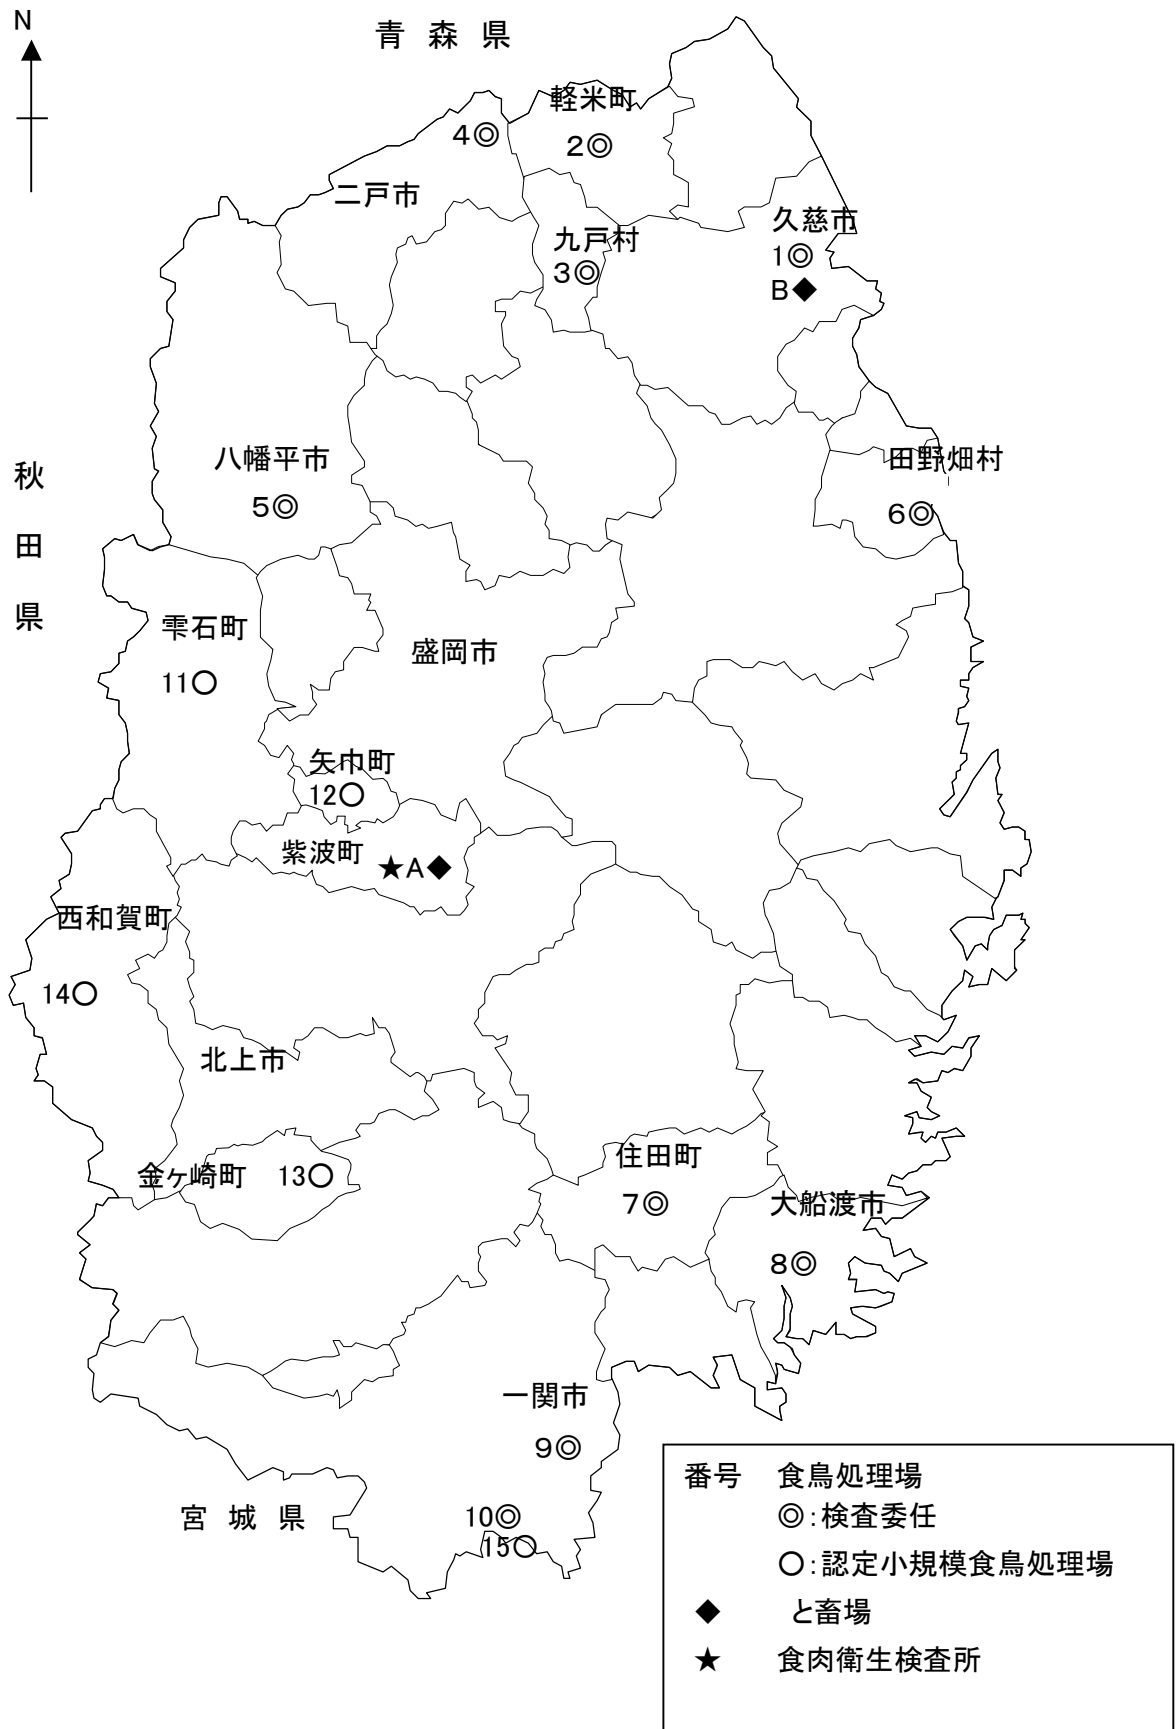 N
青森県
軽米町
4◎
2◎
二戸市
久慈市
九戸村
1◎
3◎
B◆
秋田県
八幡平市
田野畑村
5◎
6◎
雫石町
盛岡市
11○
矢巾町
12○
紫波町
★A◆
西和賀町
14○
北上市
住田町
金ヶ崎町
13○
7◎
大船渡市
8◎
一関市
9◎
宮城県
10◎
15○
番号 食鳥処理場
◎:検査委任
○:認定小規模食鳥処理場
◆ と畜場
★ 食肉衛生検査所